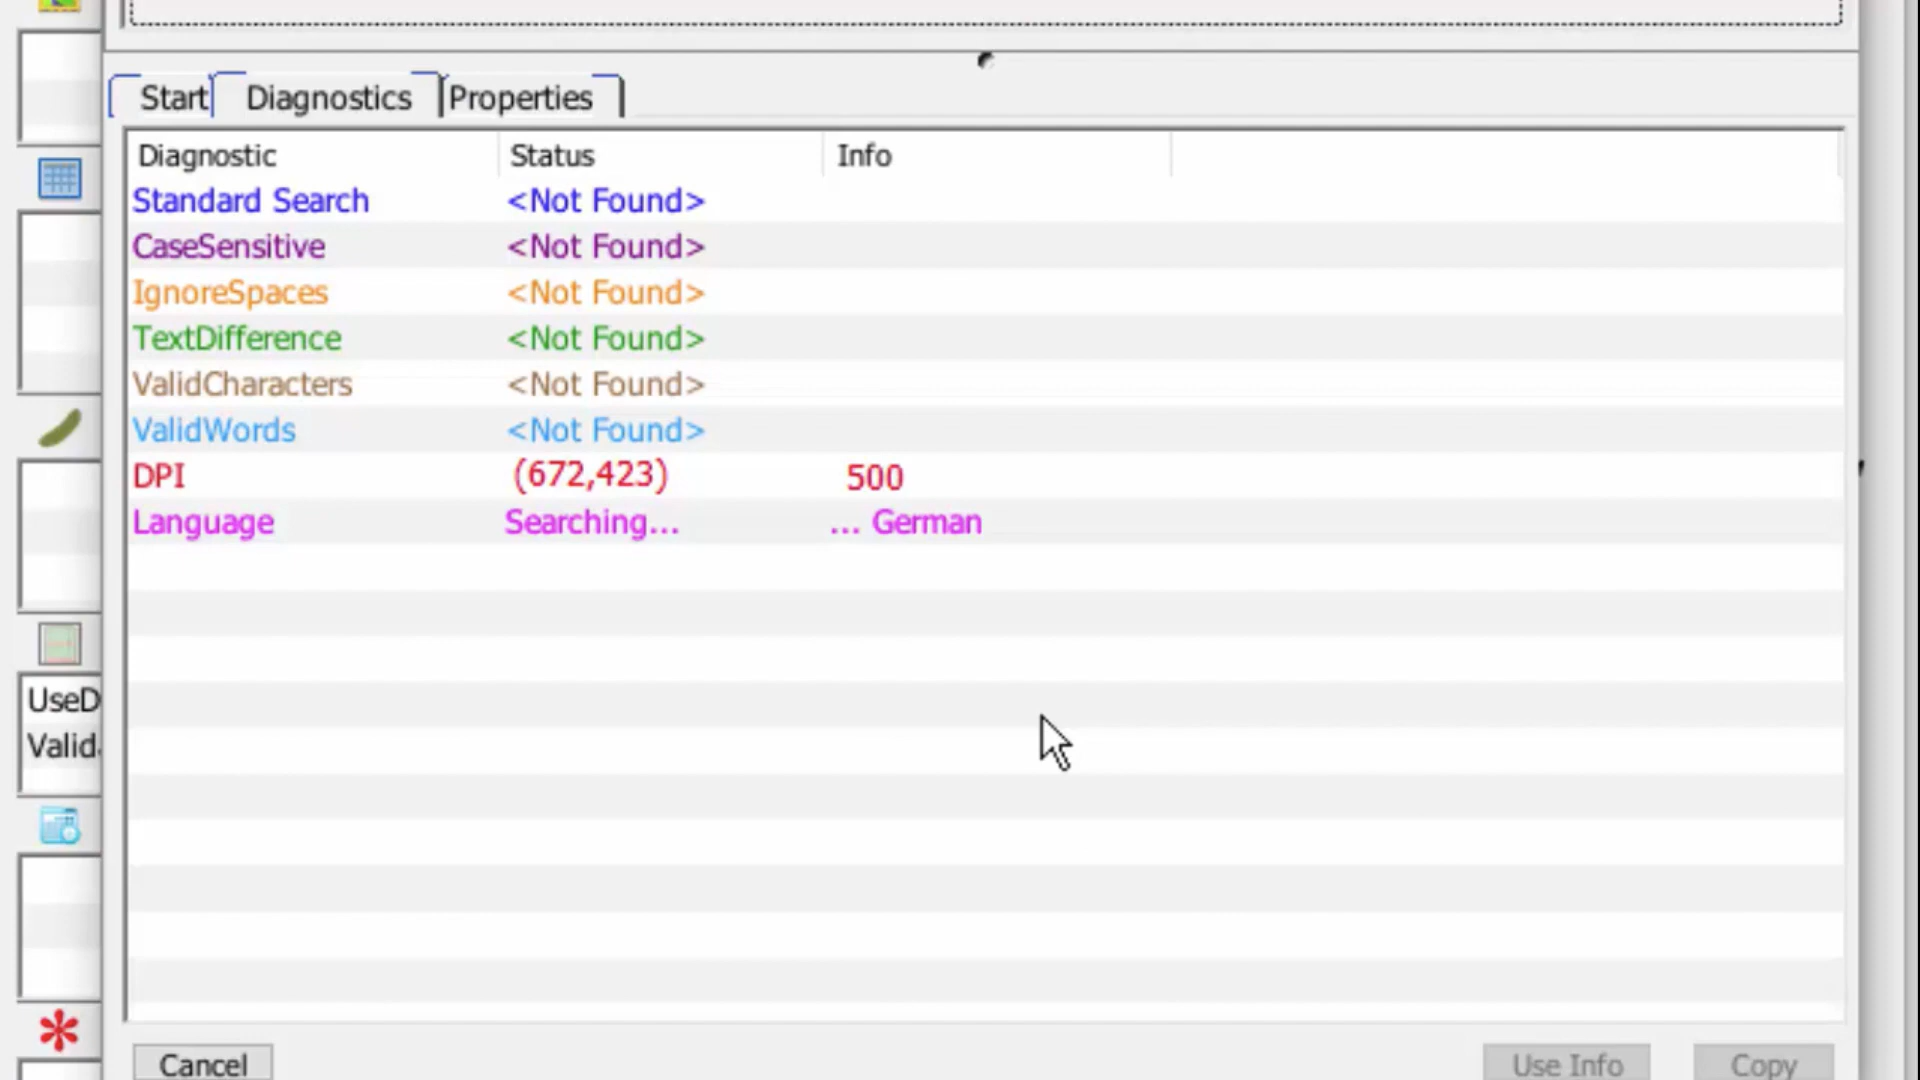 Start Diagnostics Properties
Diagnostic Status Info
Standard Search <Not Found>
CaseSensitive <Not Found>
IgnoreSpaces <Not Found>
TextDifference <Not Found>
ValidCharacters <Not Found>
ValidWords <Not Found>
DPI (672,423) 500
Language Searching... ... German
UseD
Valid
Cancel Use Info Copy